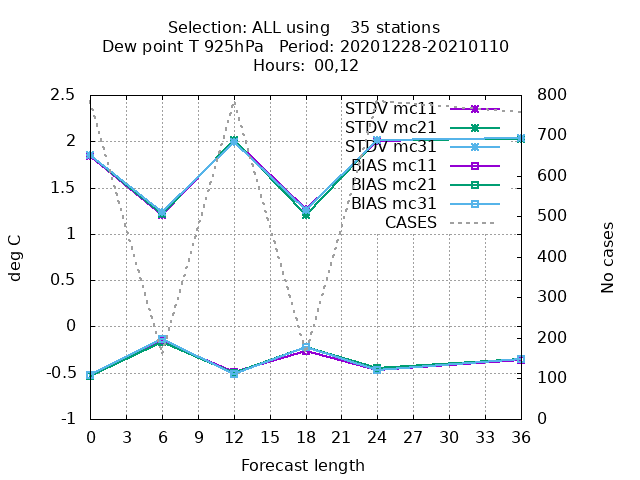 Selection: ALL using    35 stations
Dew point T 925hPa   Period: 20201228-20210110
Hours:  00,12
2.5
2
1.5
1
0.5
0
-0.5
-1
deg C
800
700
600
500
400
300
200
100
0
No cases
STDV mc11
STDV mc21
STDV mc31
BIAS mc11
BIAS mc21
BIAS mc31
CASES
0 3 6 9 12 15 18 21 24 27 30 33 36
Forecast length